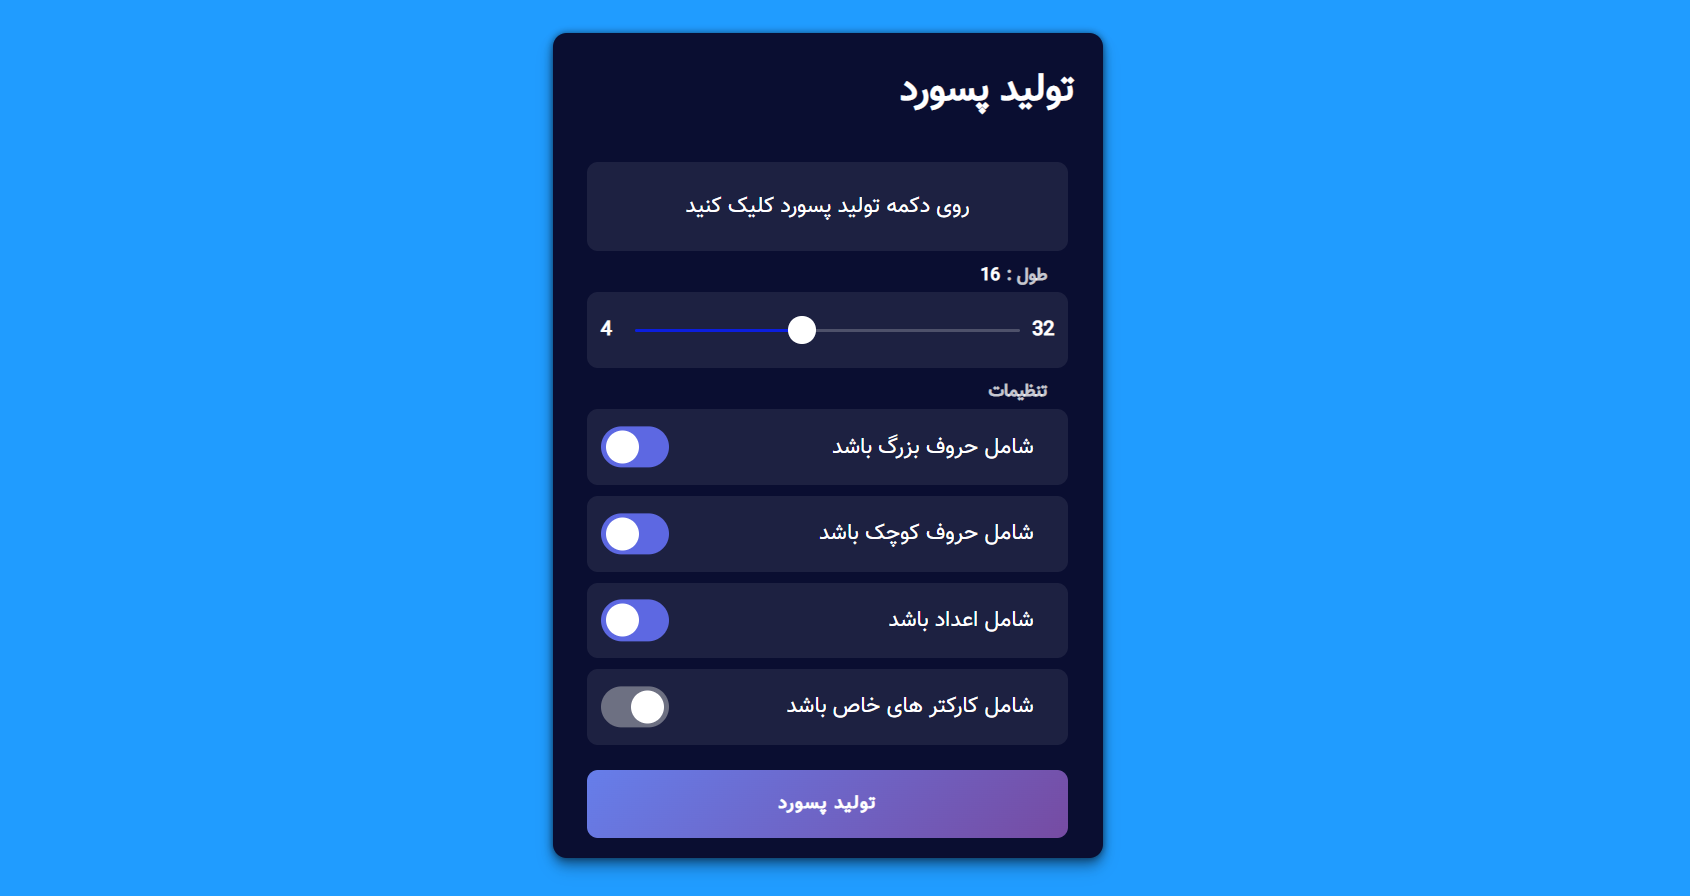 تولید پسورد
روی دکمه تولید پسورد کلیک کنید
طول : 16
4 32
تنظیمات
شامل حروف بزرگ باشد
شامل حروف کوچک باشد
شامل اعداد باشد
شامل کارکتر های خاص باشد
تولید پسورد